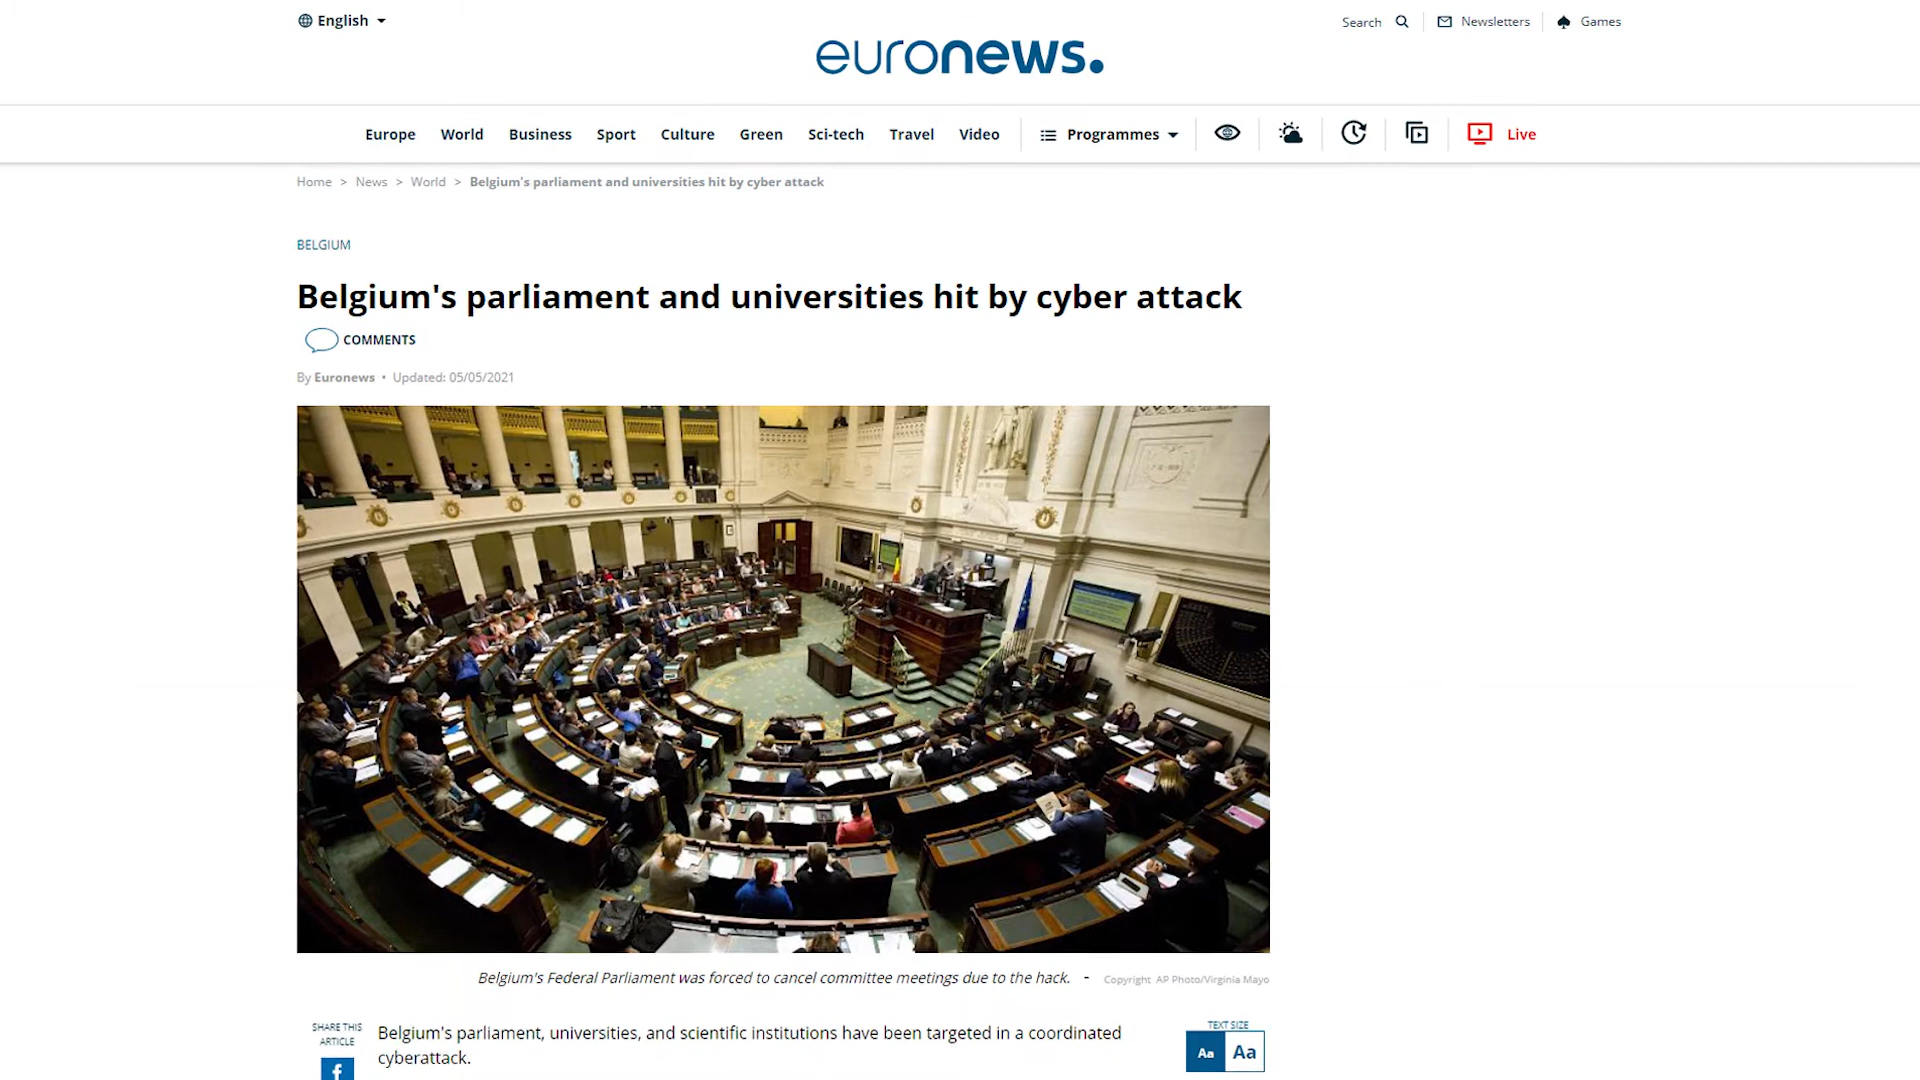 English
Search
Newsletters
Games
euronews.
Europe
World
Business
Sport
Culture
Green
Sci-tech
Travel
Video
Programmes
Live
Home > News > World > Belgium's parliament and universities hit by cyber attack
BELGIUM
Belgium's parliament and universities hit by cyber attack
COMMENTS
By Euronews • Updated: 05/05/2021
Belgium's Federal Parliament was forced to cancel committee meetings due to the hack. - Copyright AP Photo/Virginia Mayo
SHARE THIS
ARTICLE
Belgium's parliament, universities, and scientific institutions have been targeted in a coordinated
cyberattack.
TEXT SIZE
Aa Aa